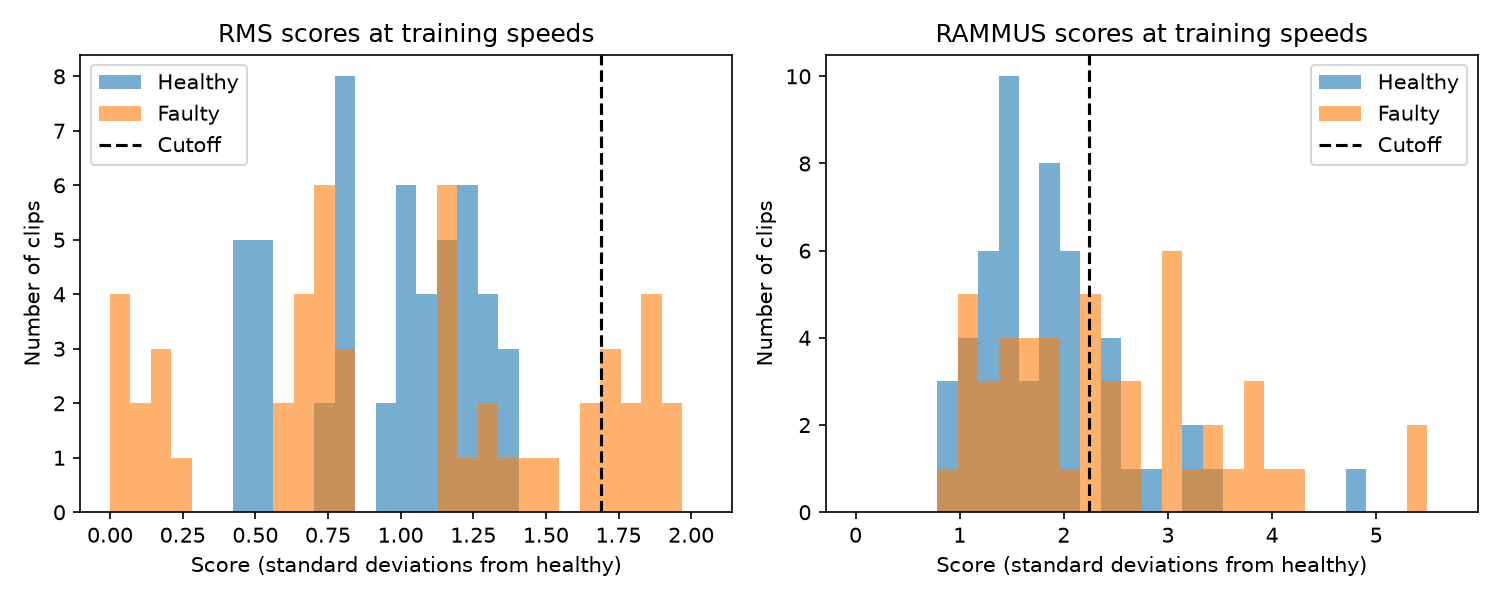 RMS scores at training speeds
Number of clips
8
7
6
5
4
3
2
1
0
Healthy
Faulty
Cutoff
0.00 0.25 0.50 0.75 1.00 1.25 1.50 1.75 2.00
Score (standard deviations from healthy)
RAMMUS scores at training speeds
Number of clips
10
8
6
4
2
0
Healthy
Faulty
Cutoff
0 1 2 3 4 5
Score (standard deviations from healthy)